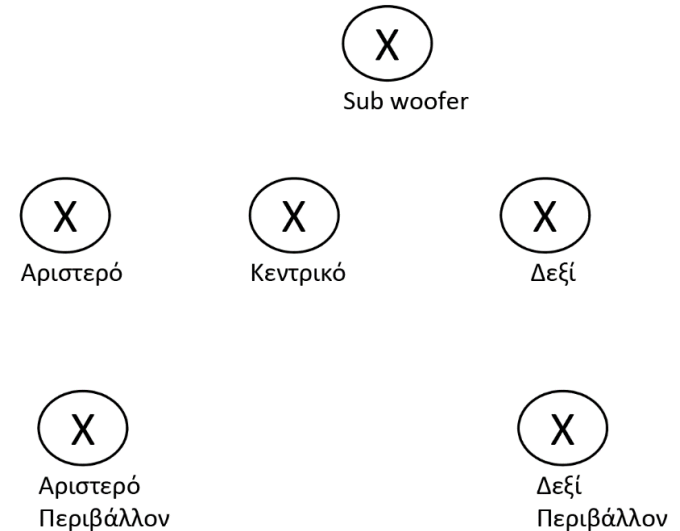 X
Sub woofer
X X X
Αριστερό Κεντρικό Δεξί
X X
Αριστερό Περιβάλλον
Δεξί Περιβάλλον